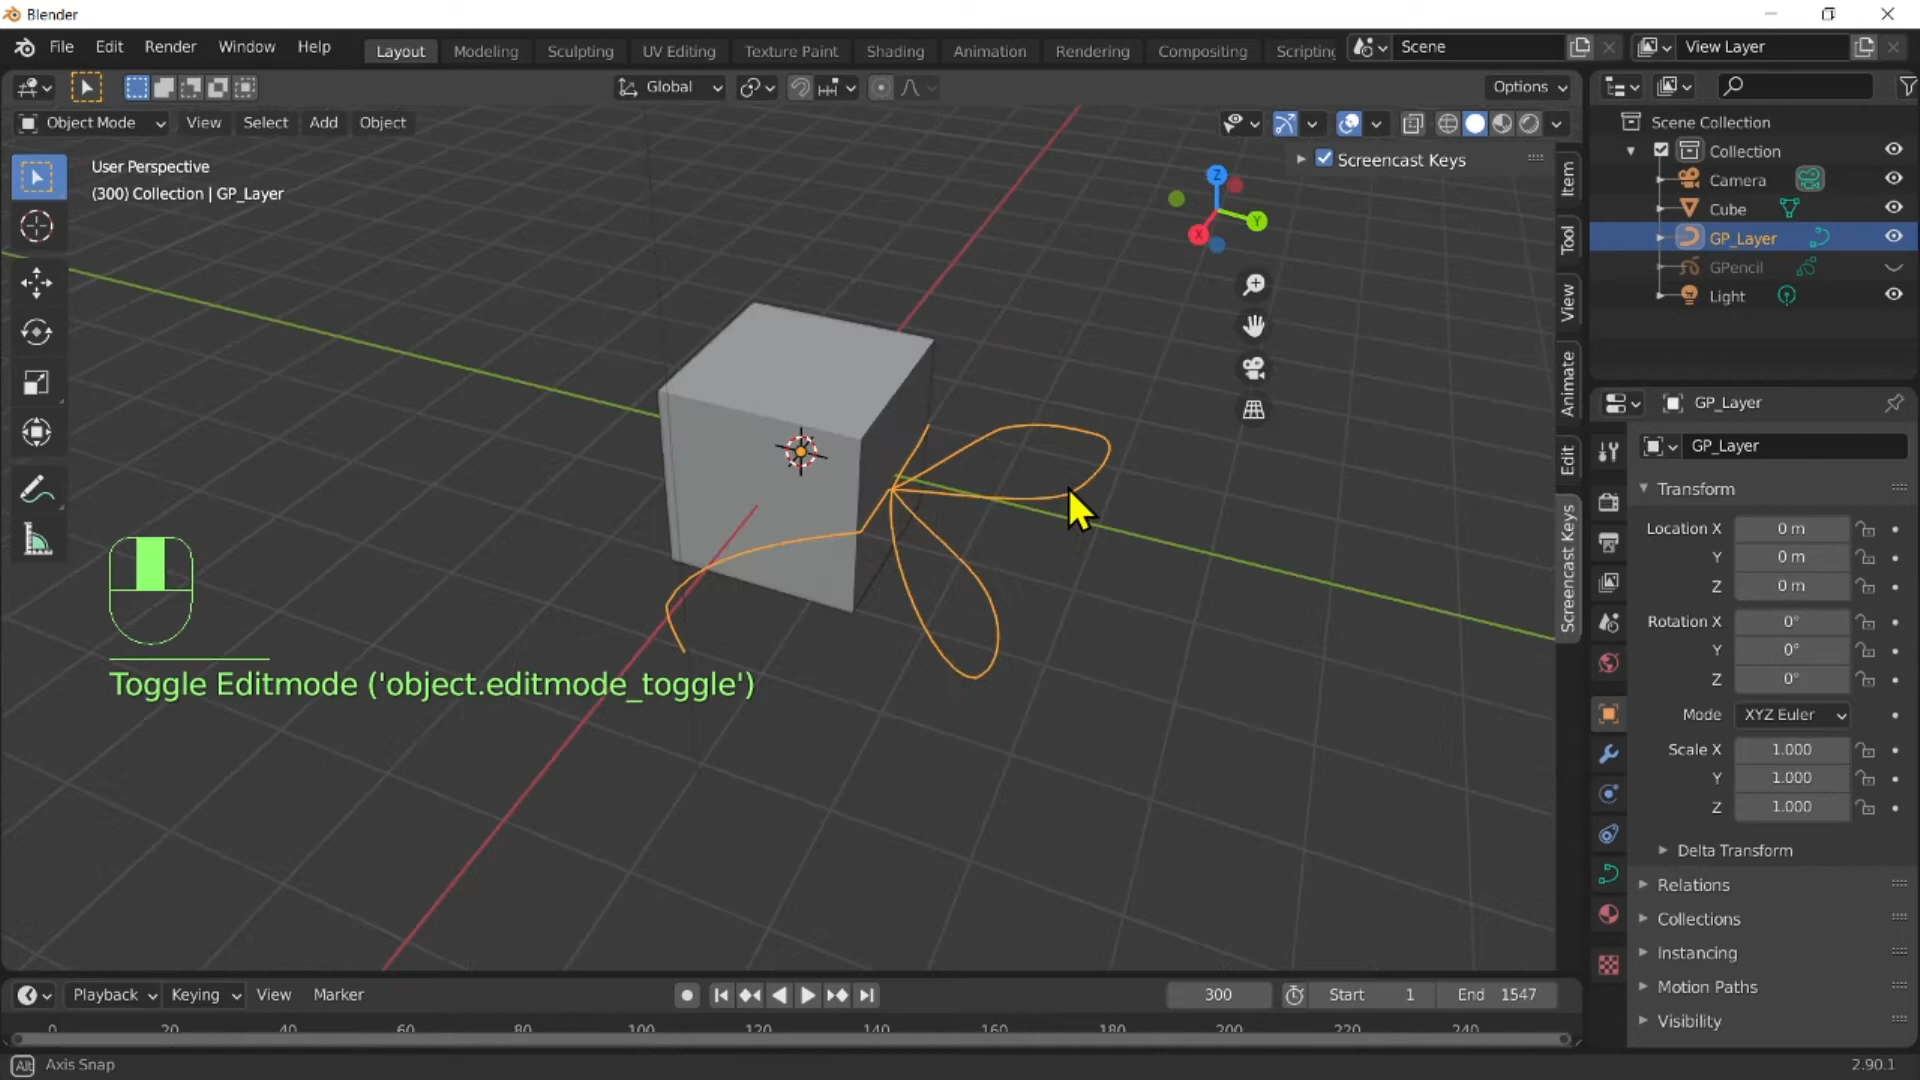 Blender
File Edit Render Window Help
Layout Modeling Sculpting UV Editing Texture Paint Shading Animation Rendering Compositing Scripting
Scene
View Layer
Global
Options
Object Mode View Select Add Object
User Perspective
(300) Collection | GP_Layer
Screencast Keys
Z
Y
X
Item
Tool
View
Animate
Edit
Screencast Keys
Toggle Editmode ('object.editmode_toggle')
Scene Collection
Collection
Camera
Cube
GP_Layer
GPencil
Light
GP_Layer
GP_Layer
Transform
Location X 0 m
Y 0 m
Z 0 m
Rotation X 0°
Y 0°
Z 0°
Mode XYZ Euler
Scale X 1.000
Y 1.000
Z 1.000
Delta Transform
Relations
Collections
Instancing
Motion Paths
Visibility
Playback Keying View Marker
300
Start 1
End 1547
0 20 40 60 80 100 120 140 160 180 200 220 240
Alt Axis Snap
2.90.1